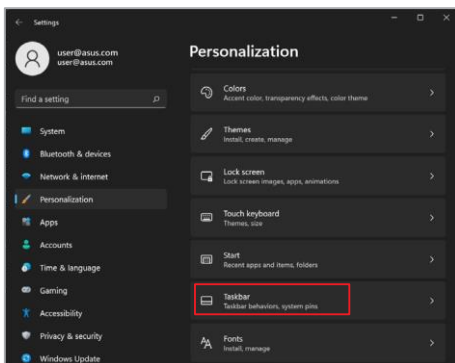 Settings
user@asus.com
user@asus.com
Find a setting
System
Bluetooth & devices
Network & internet
Personalization
Apps
Accounts
Time & language
Gaming
Accessibility
Privacy & security
Windows Update
Personalization
Colors
Accent color, transparency effects, color theme
Themes
Install, create, manage
Lock screen
Lock screen images, apps, animations
Touch keyboard
Themes, size
Start
Recent apps and items, folders
Taskbar
Taskbar behaviors, system pins
Fonts
Install, manage